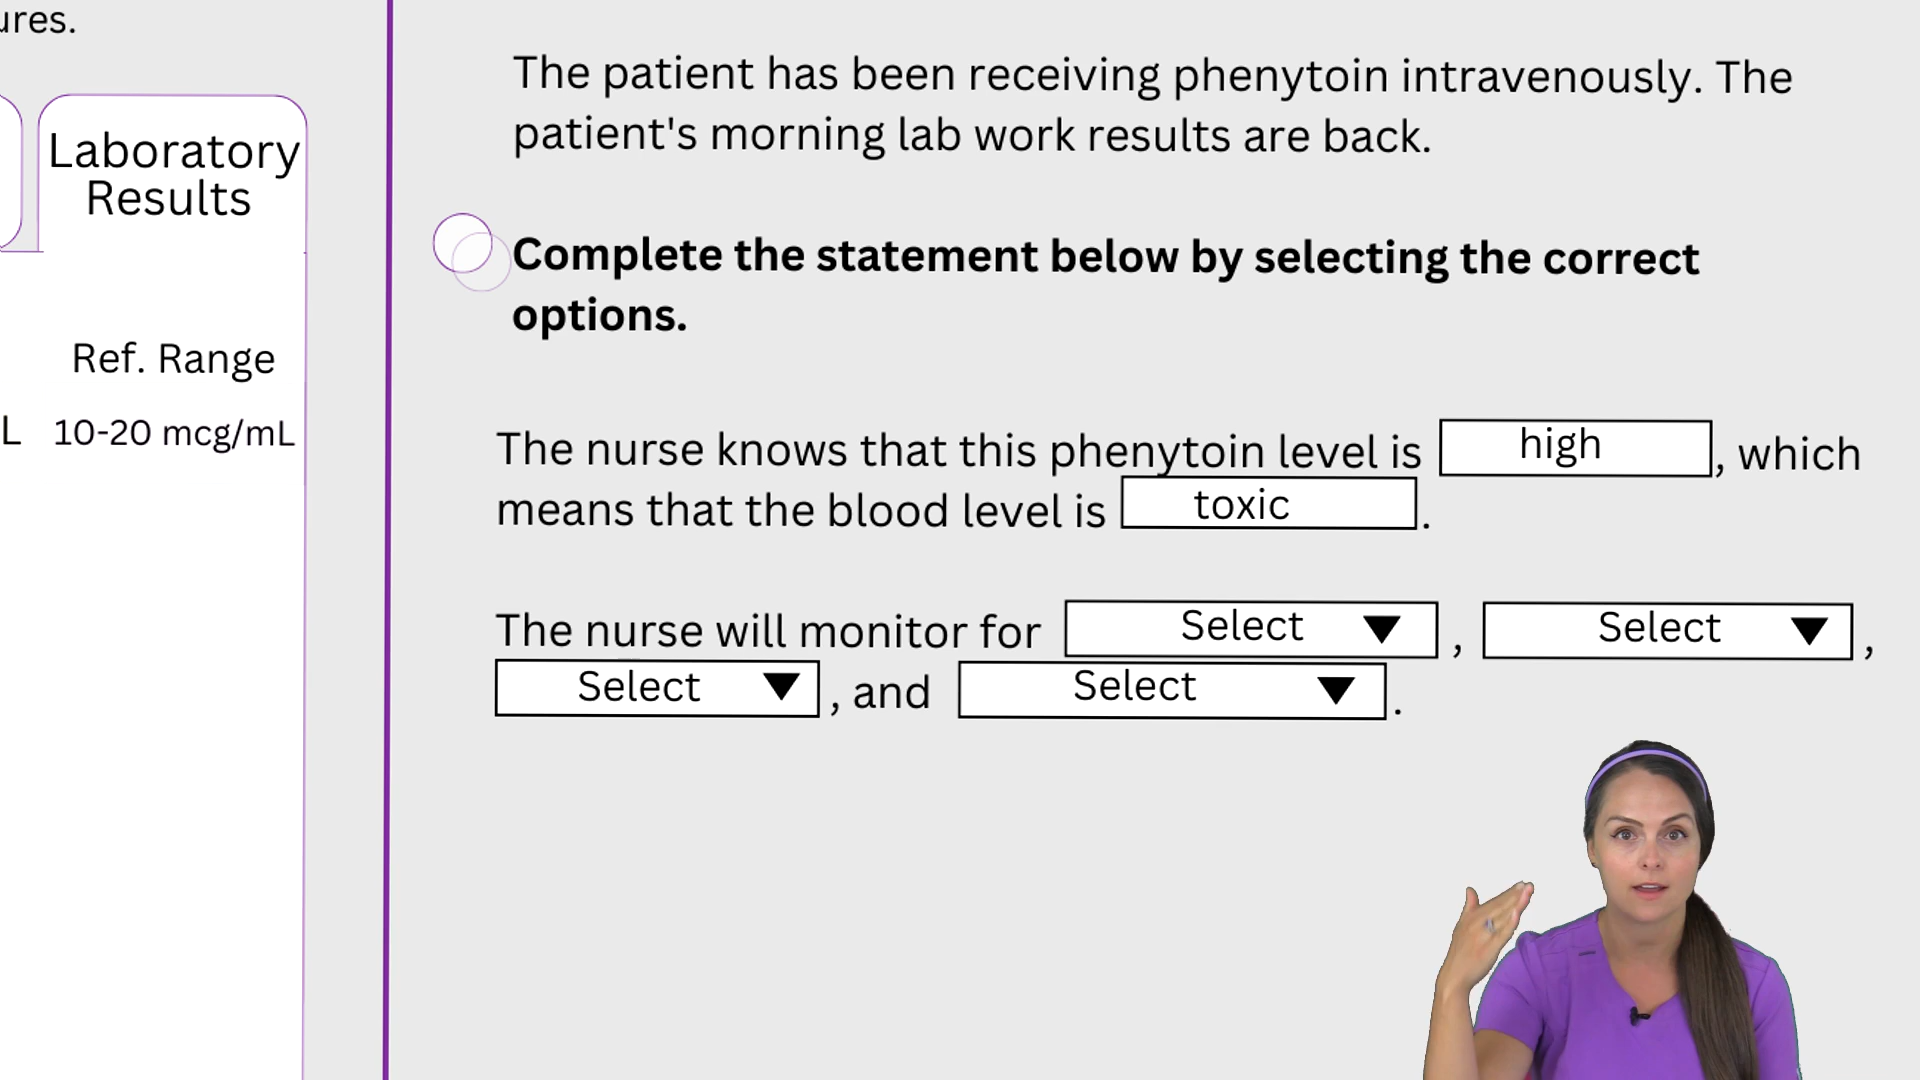 ures.
Laboratory
Results
Ref. Range
L 10-20 mcg/mL
The patient has been receiving phenytoin intravenously. The
patient's morning lab work results are back.
Complete the statement below by selecting the correct
options.
The nurse knows that this phenytoin level is high, which
means that the blood level is toxic.
The nurse will monitor for Select ▼, Select ▼,
Select ▼, and Select ▼.